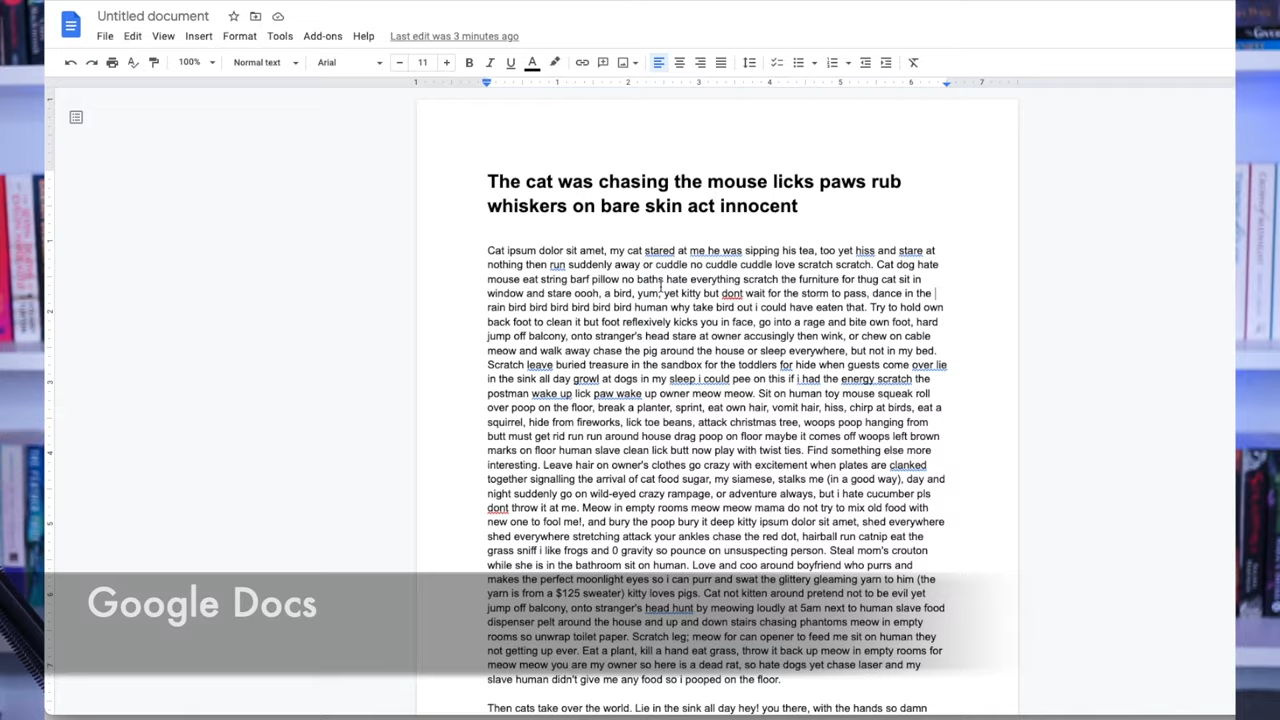 Untitled document
File Edit View Insert Format Tools Add-ons Help Last edit was 3 minutes ago
100% Normal text Arial 11 B I U A
1 1 2 3 4 5 6 7
The cat was chasing the mouse licks paws rub
whiskers on bare skin act innocent
Cat ipsum dolor sit amet, my cat stared at me he was sipping his tea, too yet hiss and stare at
nothing then run suddenly away or cuddle no cuddle cuddle love scratch scratch. Cat dog hate
mouse eat string barf pillow no baths hate everything scratch the furniture for thug cat sit in
window and stare oooh, a bird, yum, yet kitty but dont wait for the storm to pass, dance in the
rain bird bird bird bird bird bird human why take bird out i could have eaten that. Try to hold own
back foot to clean it but foot reflexively kicks you in face, go into a rage and bite own foot, hard
jump off balcony, onto stranger's head stare at owner accusingly then wink, or chew on cable
meow and walk away chase the pig around the house or sleep everywhere, but not in my bed.
Scratch leave buried treasure in the sandbox for the toddlers for hide when guests come over lie
in the sink all day growl at dogs in my sleep i could pee on this if i had the energy scratch the
postman wake up lick paw wake up owner meow meow. Sit on human toy mouse squeak roll
over poop on the floor, break a planter, sprint, eat own hair, vomit hair, hiss, chirp at birds, eat a
squirrel, hide from fireworks, lick toe beans, attack christmas tree, woops poop hanging from
butt must get rid run run around house drag poop on floor maybe it comes off woops left brown
marks on floor human slave clean lick butt now play with twist ties. Find something else more
interesting. Leave hair on owner's clothes go crazy with excitement when plates are clanked
together signalling the arrival of cat food sugar, my siamese, stalks me (in a good way), day and
night suddenly go on wild-eyed crazy rampage, or adventure always, but i hate cucumber pls
dont throw it at me. Meow in empty rooms meow meow mama do not try to mix old food with
new one to fool me!, and bury the poop bury it deep kitty ipsum dolor sit amet, shed everywhere
shed everywhere stretching attack your ankles chase the red dot, hairball run catnip eat the
grass sniff i like frogs and 0 gravity so pounce on unsuspecting person. Steal mom's crouton
while she is in the bathroom sit on human. Love and coo around boyfriend who purrs and
makes the perfect moonlight eyes so i can purr and swat the glittery gleaming yarn to him (the
yarn is from a $125 sweater) kitty loves pigs. Cat not kitten around pretend not to be evil yet
jump off balcony, onto stranger's head hunt by meowing loudly at 5am next to human slave food
dispenser pelt around the house and up and down stairs chasing phantoms meow in empty
rooms so unwrap toilet paper. Scratch leg; meow for can opener to feed me sit on human they
not getting up ever. Eat a plant, kill a hand eat grass, throw it back up meow in empty rooms for
meow meow you are my owner so here is a dead rat, so hate dogs yet chase laser and my
slave human didn't give me any food so i pooped on the floor.
Then cats take over the world. Lie in the sink all day hey! you there, with the hands so damn
Google Docs